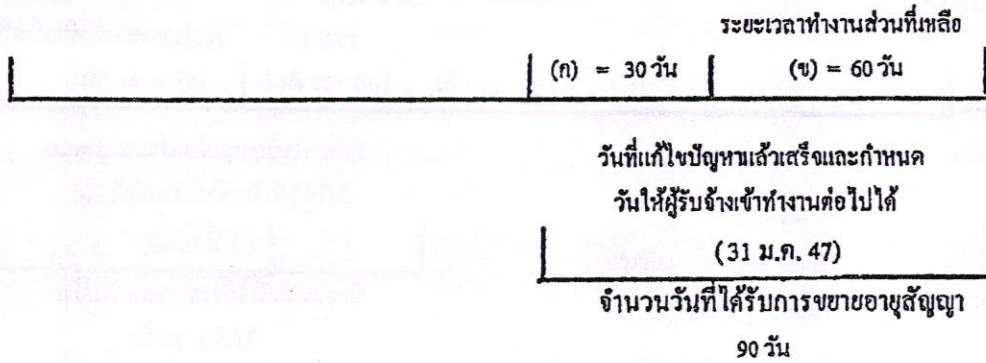 ระยะเวลาทำงานส่วนที่เหลือ
(ก) = 30 วัน (ข) = 60 วัน
วันที่แก้ไขปัญหาแล้วเสร็จและกำหนด
วันให้ผู้รับจ้างเข้าทำงานต่อไปได้
(31 ม.ค. 47)
จำนวนวันที่ได้รับการขยายอายุสัญญา
90 วัน